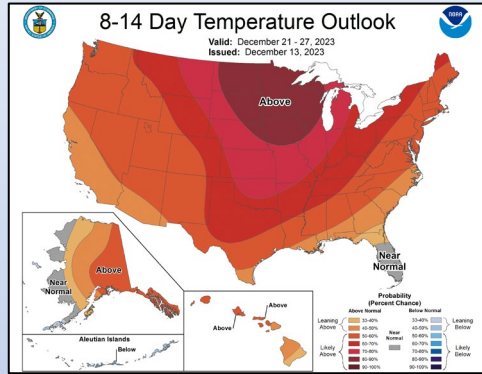 8-14 Day Temperature Outlook
NOAA
Valid: December 21 - 27, 2023
Issued: December 13, 2023
Above
Near
Normal
Near
Normal
Above
Above
Above
Aleutian Islands
Below
Probability
(Percent Chance)
Above Normal
Below Normal
Leaning
Above
33-40%
40-50%
Near
Normal
33-40%
40-50%
Leaning
Below
Likely
Above
50-60%
60-70%
70-80%
80-90%
90-100%
50-60%
60-70%
70-80%
80-90%
90-100%
Likely
Below